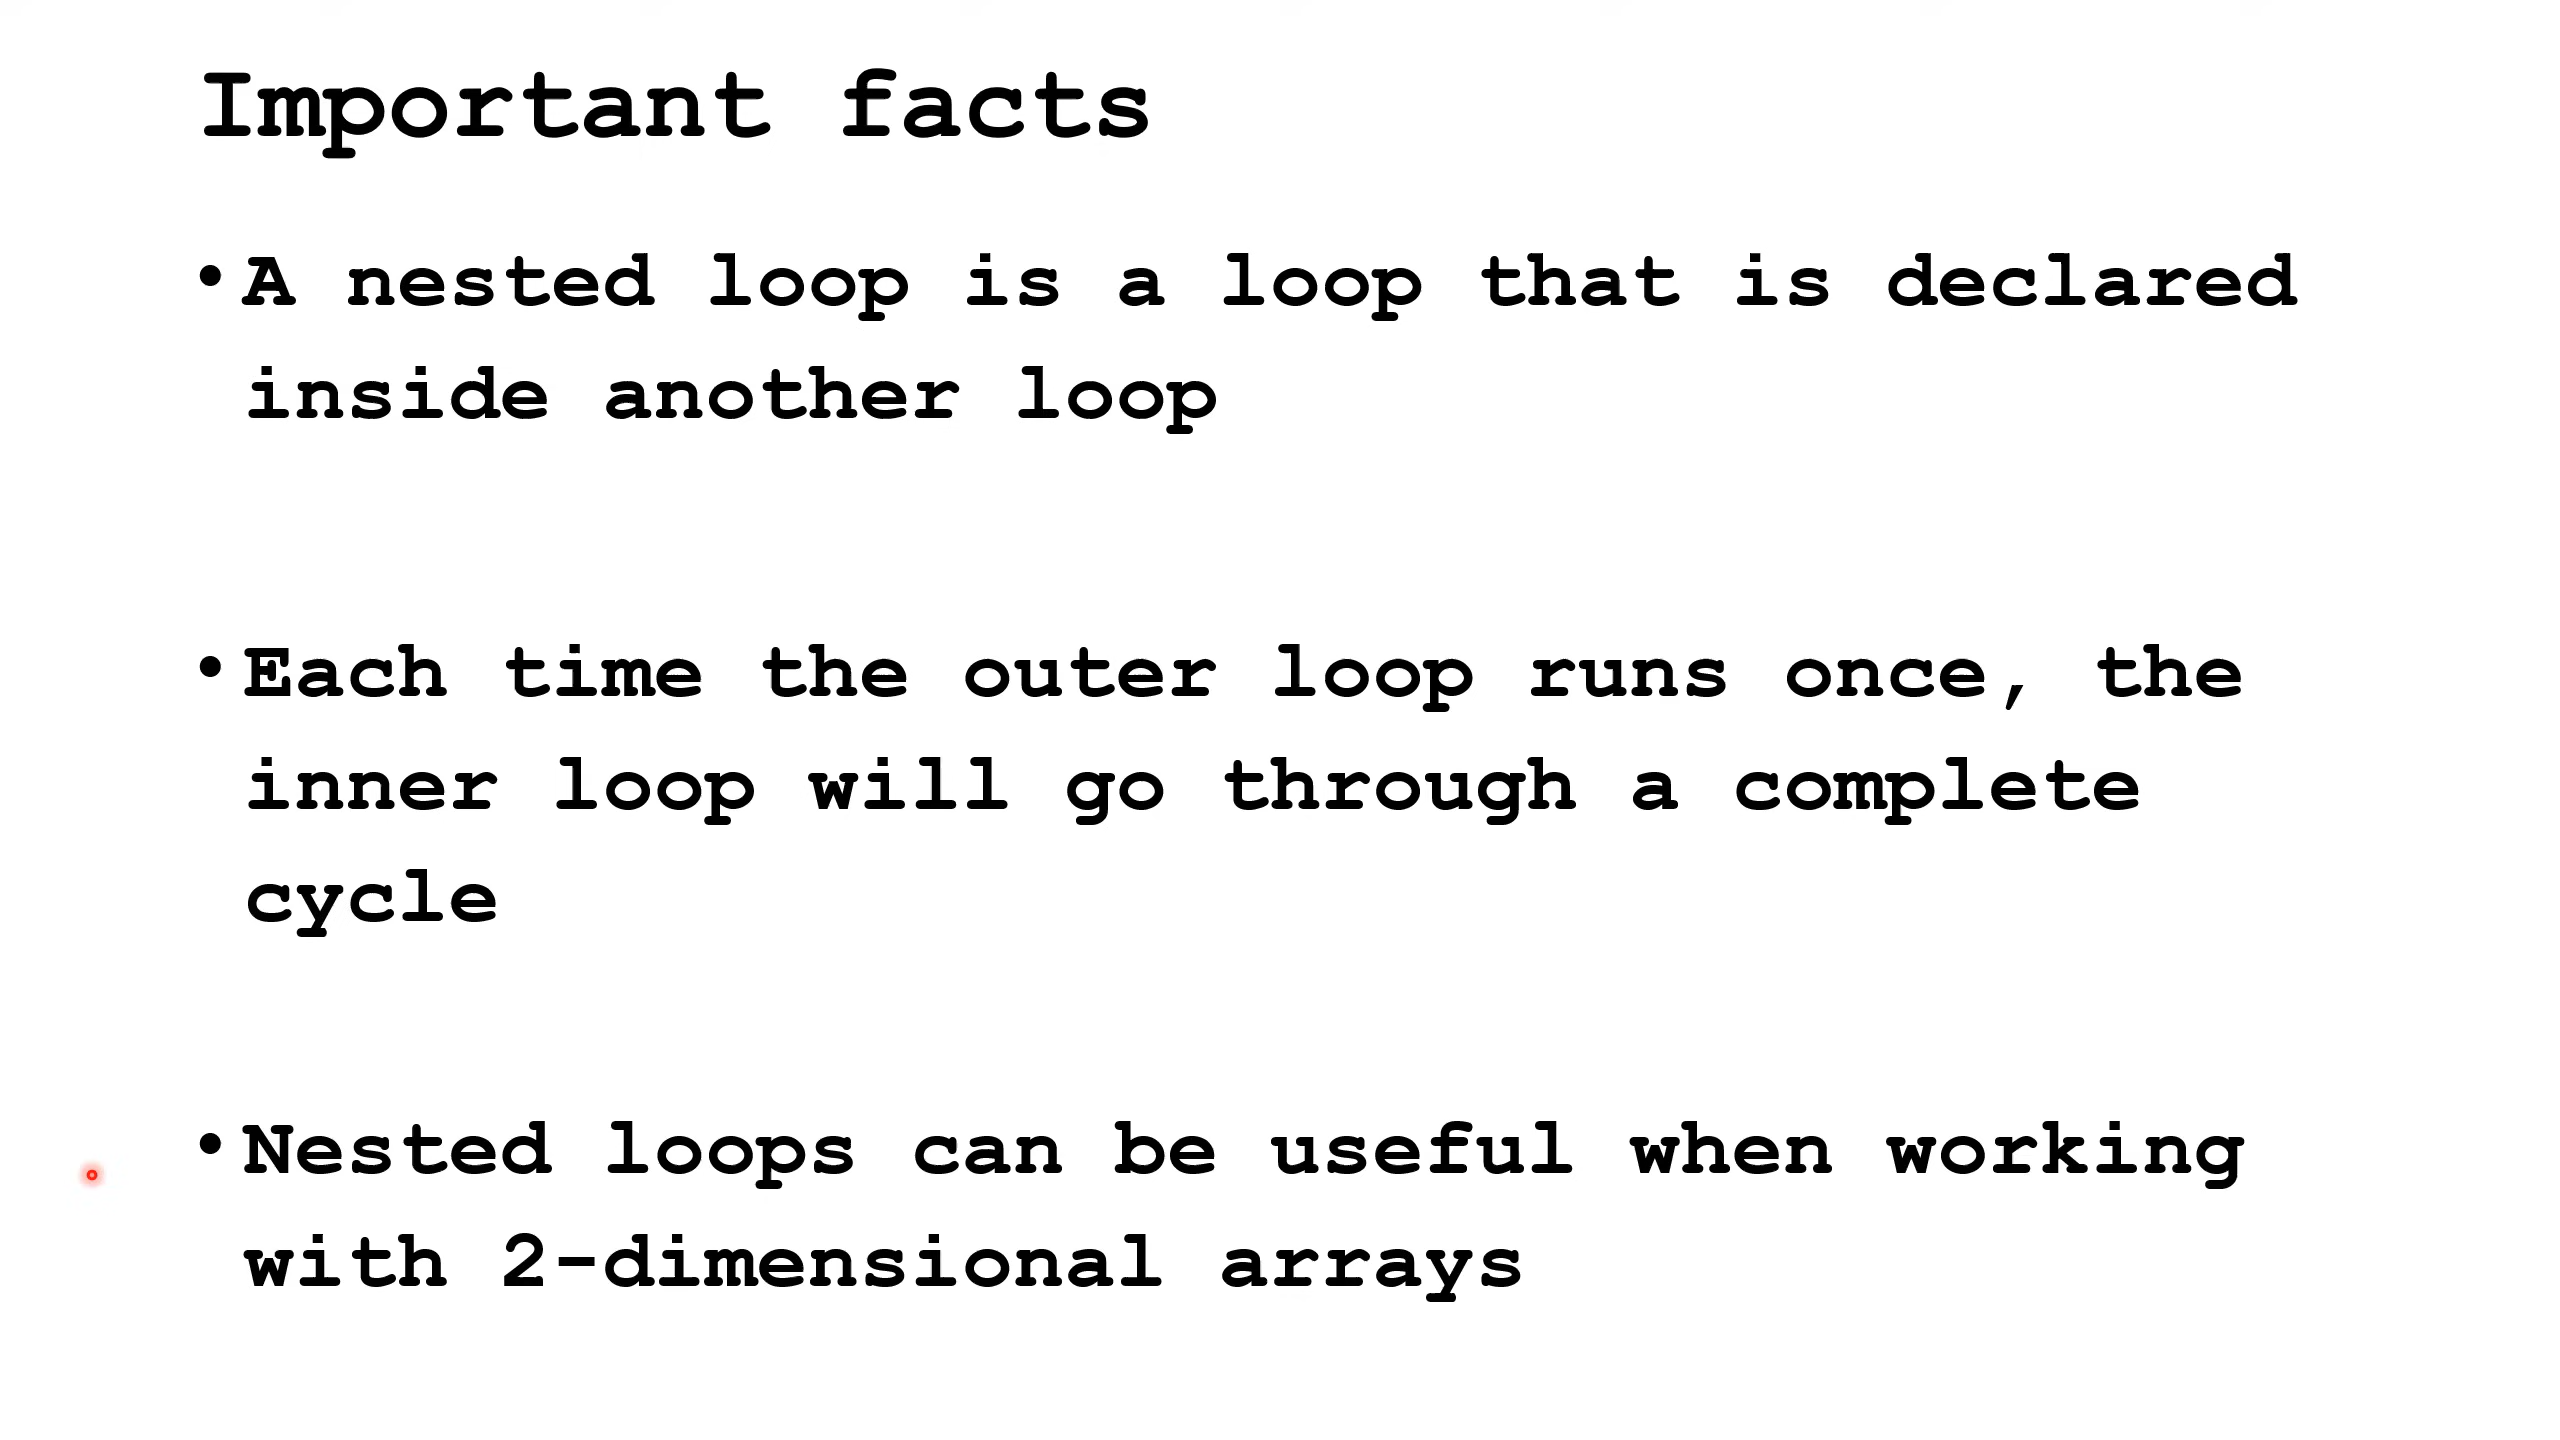 Important facts
•A nested loop is a loop that is declared
inside another loop
•Each time the outer loop runs once, the
inner loop will go through a complete
cycle
•Nested loops can be useful when working
with 2-dimensional arrays